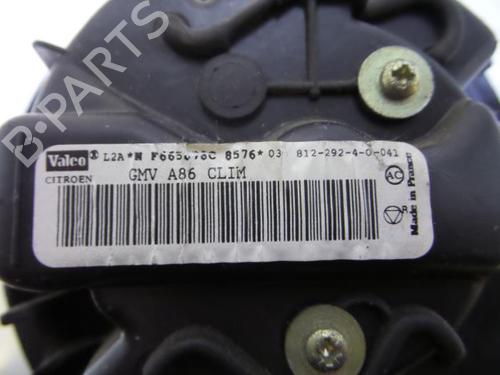 B-PARTS
Valeo ® L2A*N F665078C 8576* 03 812-292-4-0-041
CITROEN GMV A86 CLIM
AC
R
Made in France